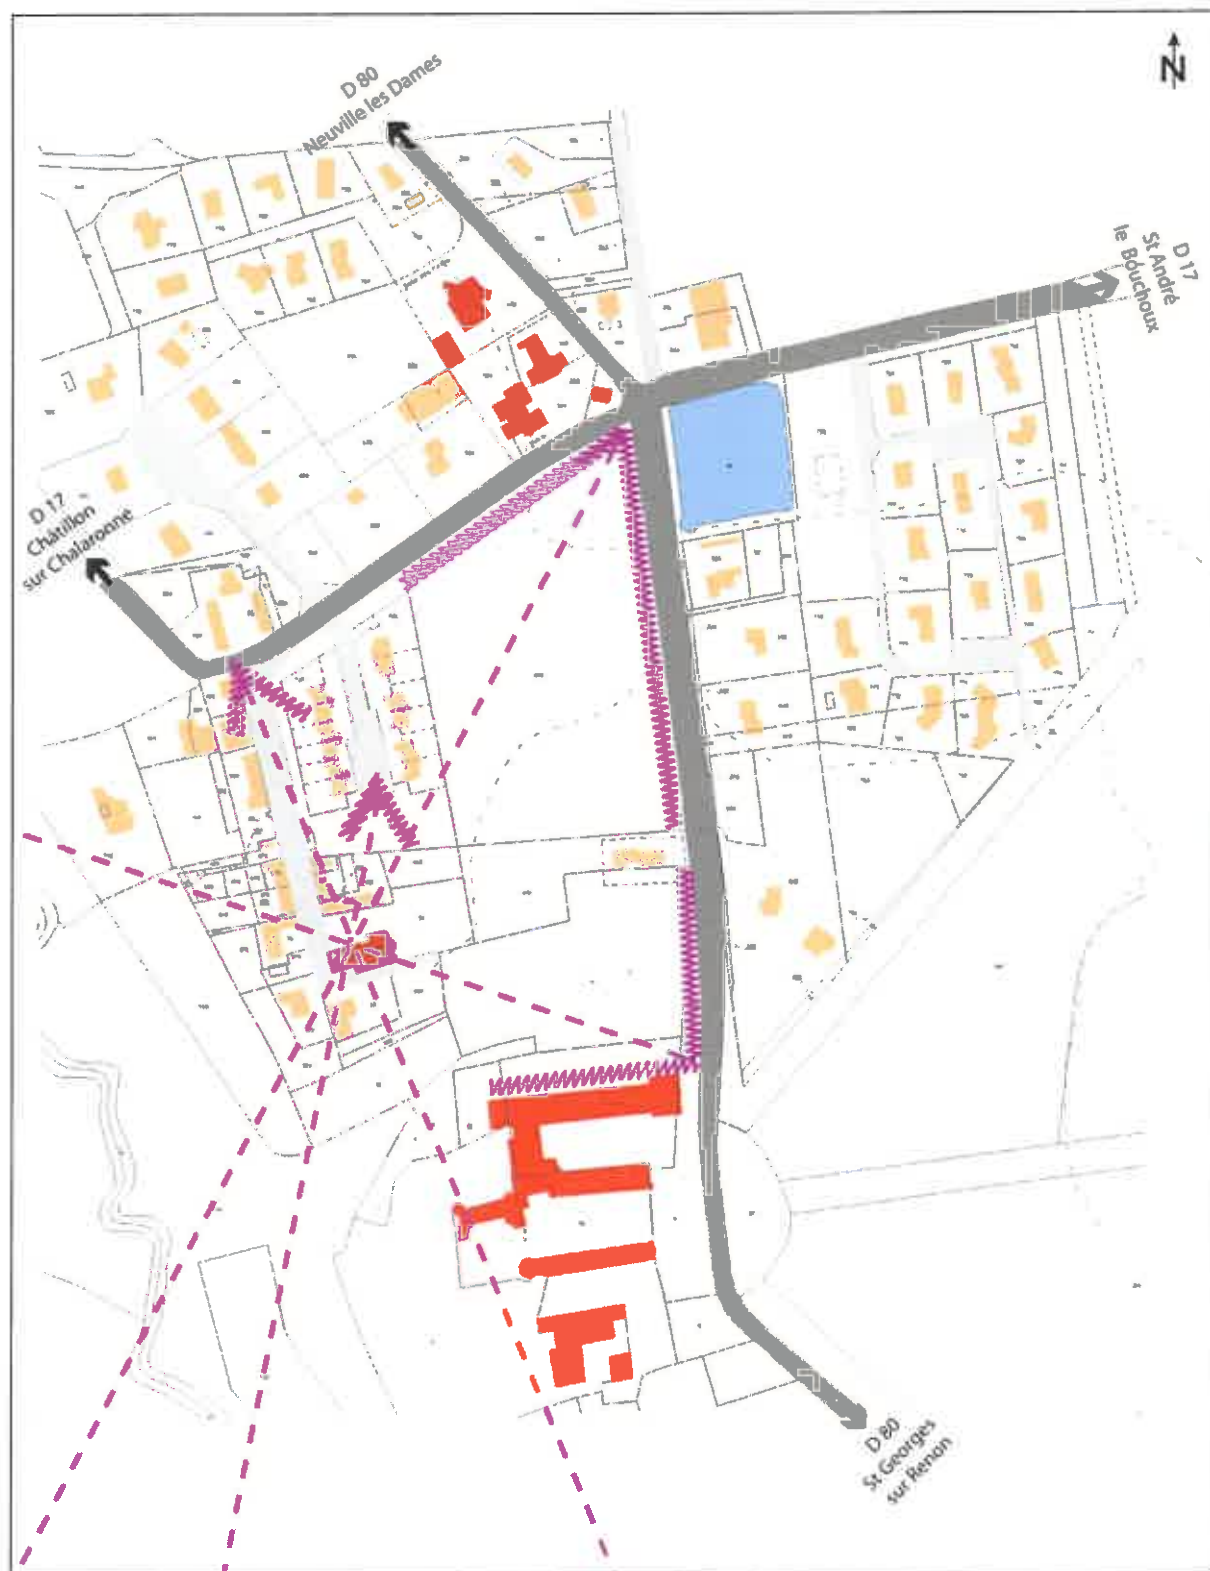 N
D 80
Neuville les Dames
D 17
St André
le Bouchoux
D 17
Châtillon
sur Chalaronne
D 80
St Georges
sur Renon